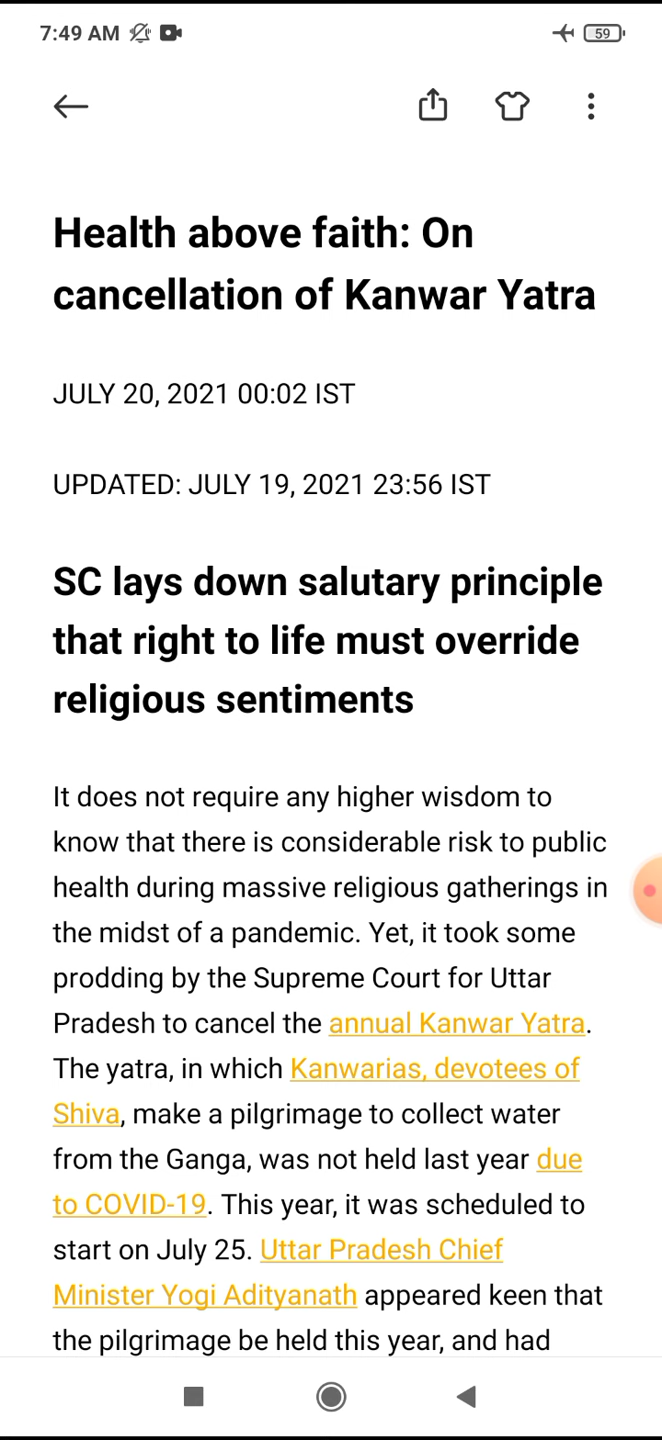 7:49 AM
59
Health above faith: On
cancellation of Kanwar Yatra
JULY 20, 2021 00:02 IST
UPDATED: JULY 19, 2021 23:56 IST
SC lays down salutary principle
that right to life must override
religious sentiments
It does not require any higher wisdom to
know that there is considerable risk to public
health during massive religious gatherings in
the midst of a pandemic. Yet, it took some
prodding by the Supreme Court for Uttar
Pradesh to cancel the annual Kanwar Yatra.
The yatra, in which Kanwarias, devotees of
Shiva, make a pilgrimage to collect water
from the Ganga, was not held last year due
to COVID-19. This year, it was scheduled to
start on July 25. Uttar Pradesh Chief
Minister Yogi Adityanath appeared keen that
the pilgrimage be held this year, and had